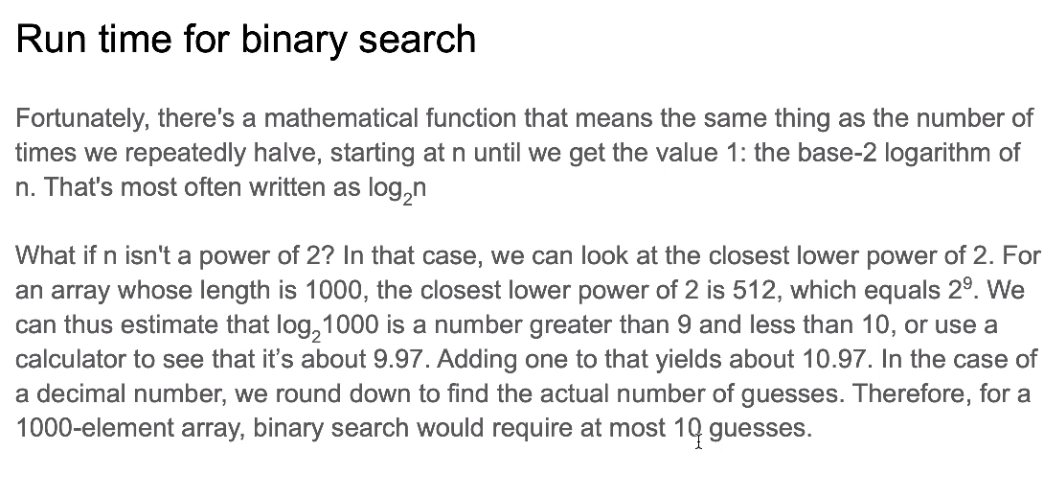 Run time for binary search
Fortunately, there's a mathematical function that means the same thing as the number of
times we repeatedly halve, starting at n until we get the value 1: the base-2 logarithm of
n. That's most often written as log₂n
What if n isn't a power of 2? In that case, we can look at the closest lower power of 2. For
an array whose length is 1000, the closest lower power of 2 is 512, which equals 2⁹. We
can thus estimate that log₂1000 is a number greater than 9 and less than 10, or use a
calculator to see that it’s about 9.97. Adding one to that yields about 10.97. In the case of
a decimal number, we round down to find the actual number of guesses. Therefore, for a
1000-element array, binary search would require at most 10 guesses.